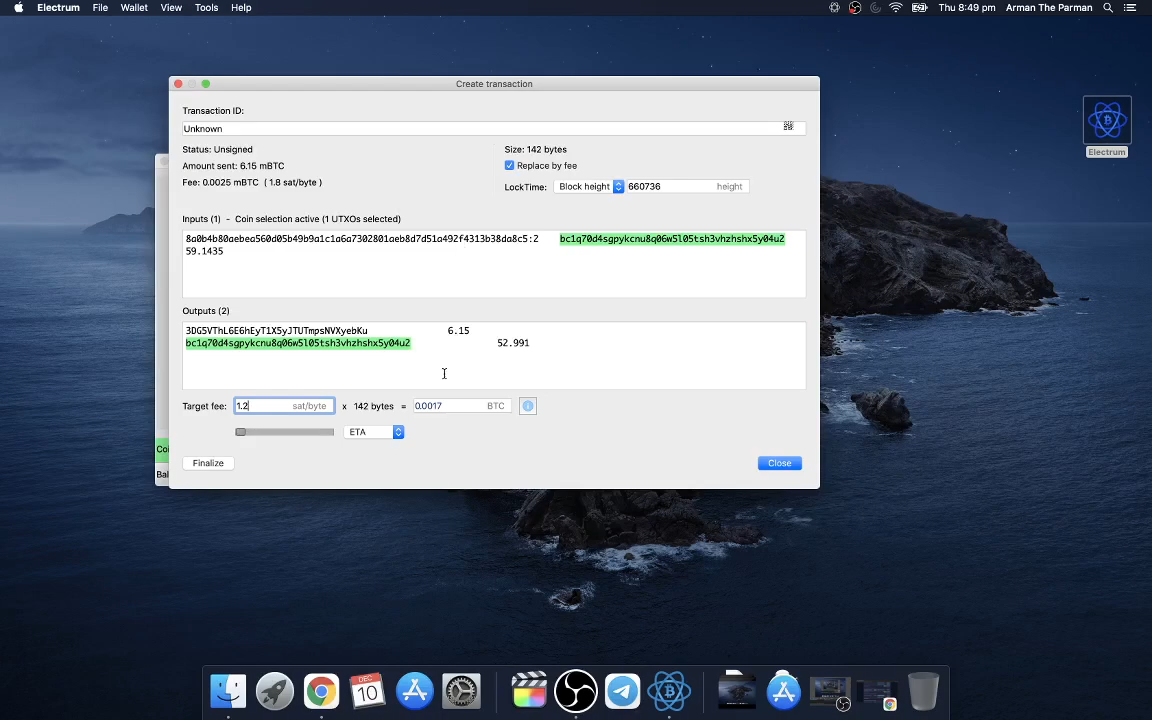 Electrum File Wallet View Tools Help Thu 8:49 pm Arman The Parman
Create transaction
Transaction ID:
Unknown
Status: Unsigned Size: 142 bytes
Amount sent: 6.15 mBTC Replace by fee
Fee: 0.0025 mBTC ( 1.8 sat/byte ) LockTime: Block height 660736 height
Inputs (1) - Coin selection active (1 UTXOs selected)
8a0b4b80aebea560d05b49b9a1c1a6a7302801aeb8d7d51a492f4313b38da8c5:2 bc1q70d4sgpykcnu8q06w5l05tsh3vhzhshx5y04u2
59.1435
Outputs (2)
3DG5VThL6E6hEyT1X5yJTUTmpsNVXyebKu 6.15
bc1q70d4sgpykcnu8q06w5l05tsh3vhzhshx5y04u2 52.991
Target fee: 1.2 sat/byte x 142 bytes = 0.0017 BTC
ETA
Finalize Close
Electrum
DEC
10